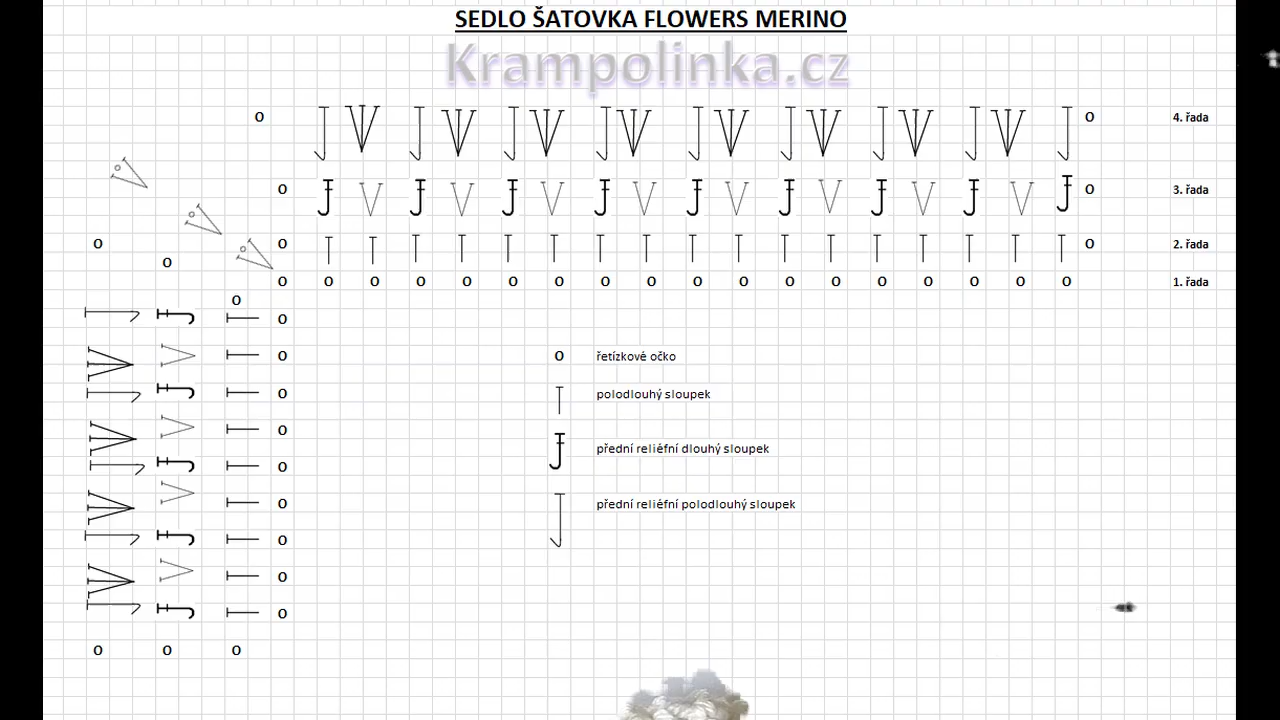 SEDLO ŠATOVKA FLOWERS MERINO
Krampolinka.cz
4. řada
3. řada
2. řada
1. řada
řetízkové očko
polodlouhý sloupek
přední reliéfní dlouhý sloupek
přední reliéfní polodlouhý sloupek